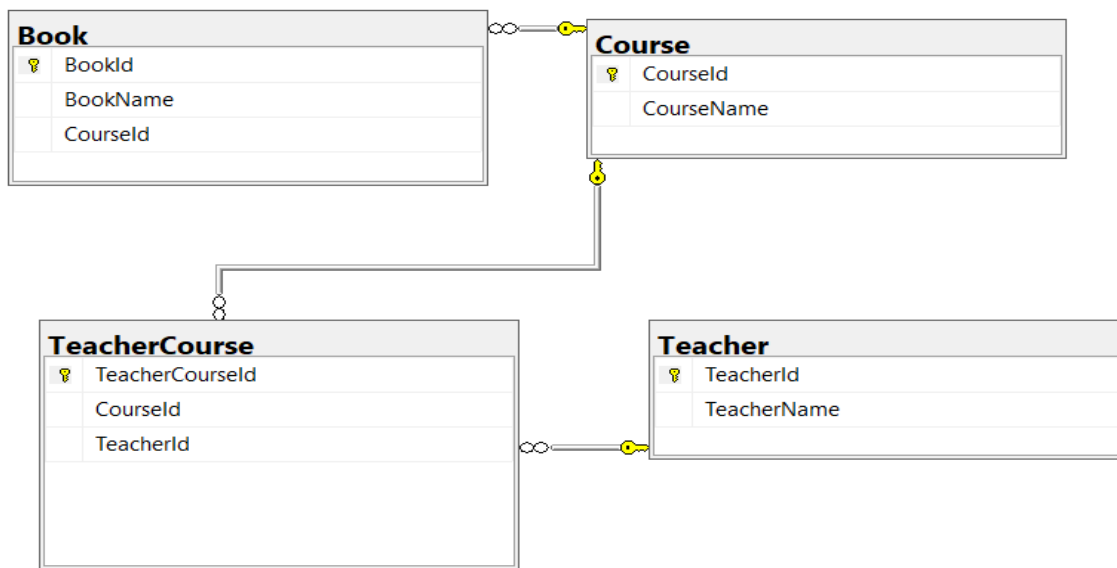 Book
BookId
BookName
CourseId
Course
CourseId
CourseName
TeacherCourse
TeacherCourseId
CourseId
TeacherId
Teacher
TeacherId
TeacherName